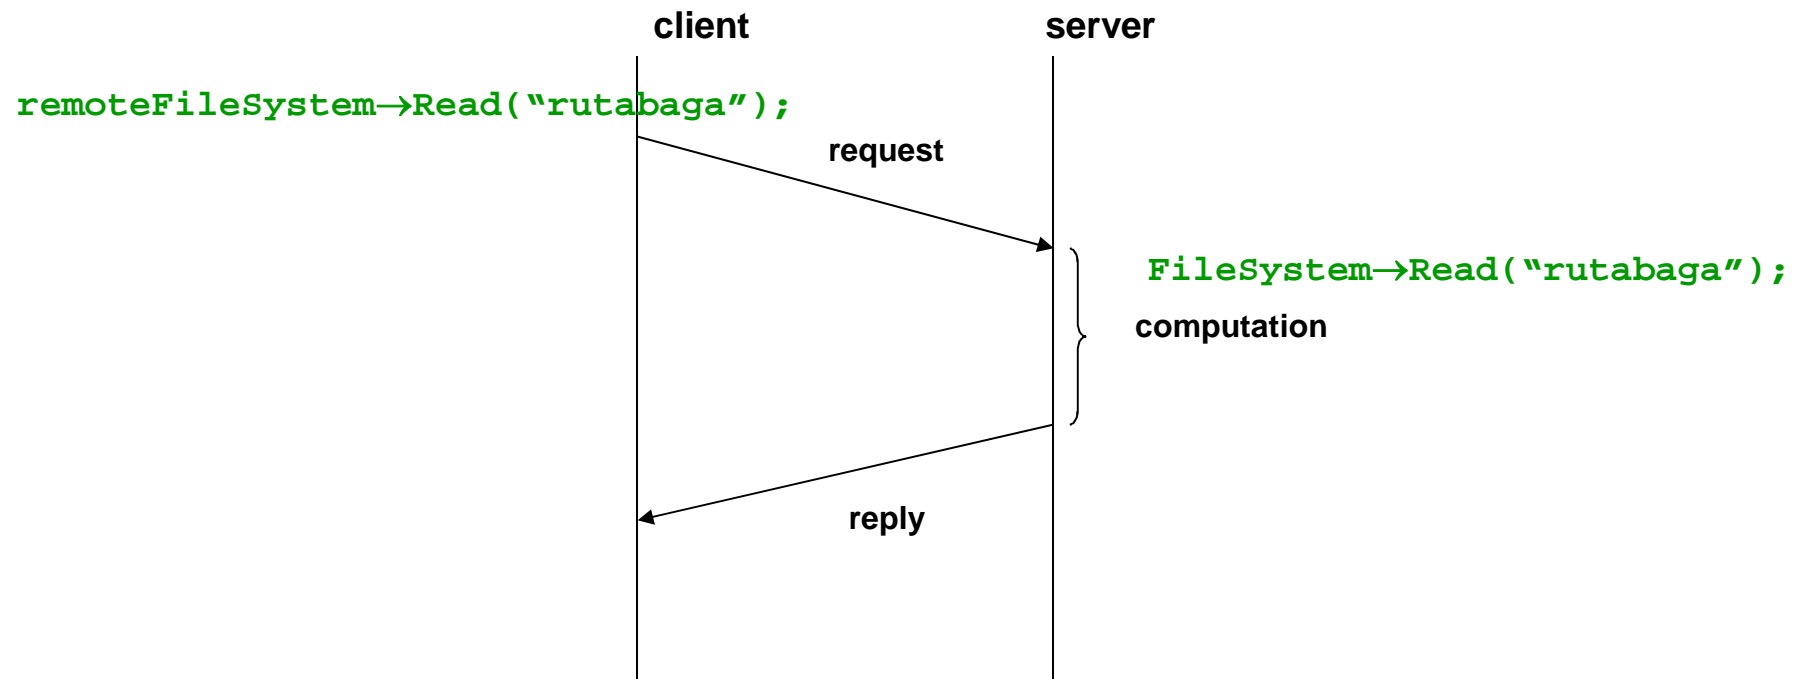 client
server
remoteFileSystem→Read(“rutabaga”);
request
FileSystem→Read(“rutabaga”);
computation
reply